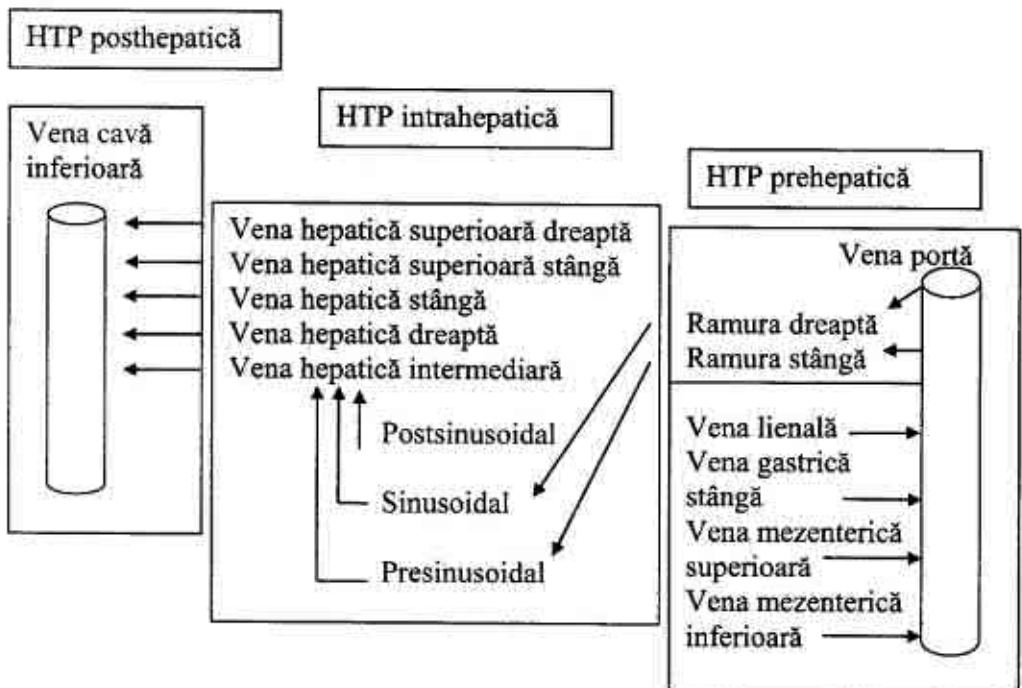 HTP posthepatică
Vena cavă
inferioară
HTP intrahepatică
Vena hepatică superioară dreaptă
Vena hepatică superioară stângă
Vena hepatică stângă
Vena hepatică dreaptă
Vena hepatică intermediară
Postsinusoidal
Sinusoidal
Presinusoidal
HTP prehepatică
Vena portă
Ramura dreaptă
Ramura stângă
Vena lienală
Vena gastrică
stângă
Vena mezenterică
superioară
Vena mezenterică
inferioară